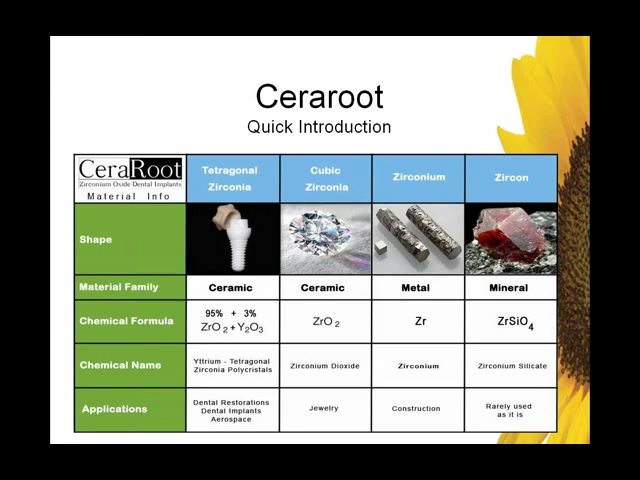 Ceraroot
Quick Introduction
CeraRoot
Zirconium Oxide Dental Implants
Material Info
Tetragonal
Zirconia
Cubic
Zirconia
Zirconium
Zircon
Shape
Material Family
Ceramic
Ceramic
Metal
Mineral
Chemical Formula
95% + 3%
ZrO 2 + Y2O3
ZrO 2
Zr
ZrSiO4
Chemical Name
Yttrium - Tetragonal
Zirconia Polycristals
Zirconium Dioxide
Zirconium
Zirconium Silicate
Applications
Dental Restorations
Dental Implants
Aerospace
Jewelry
Construction
Rarely used
as it is